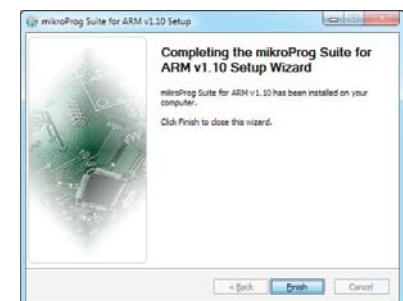 mikroProg Suite for ARM v1.10 Setup
Completing the mikroProg Suite for
ARM v1.10 Setup Wizard
mikroProg Suite for ARM v1.10 has been installed on your
computer.
Click Finish to close this wizard.
< Back Finish Cancel